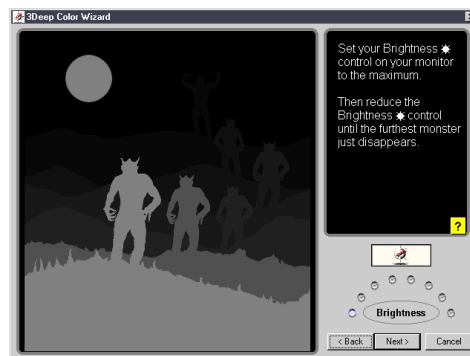 3Deep Color Wizard
Set your Brightness
control on your monitor
to the maximum.
Then reduce the
Brightness control
until the furthest monster
just disappears.
?
Brightness
< Back Next > Cancel